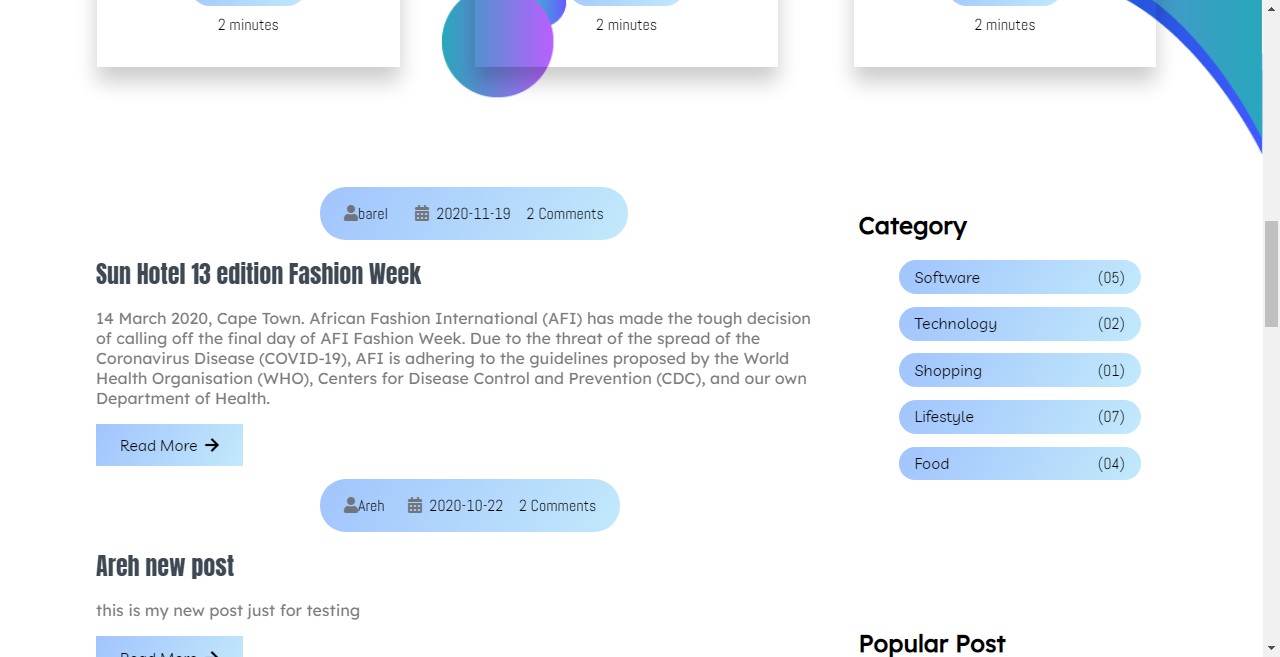 2 minutes
2 minutes
2 minutes
barel 2020-11-19 2 Comments
Sun Hotel 13 edition Fashion Week
14 March 2020, Cape Town. African Fashion International (AFI) has made the tough decision
of calling off the final day of AFI Fashion Week. Due to the threat of the spread of the
Coronavirus Disease (COVID-19), AFI is adhering to the guidelines proposed by the World
Health Organisation (WHO), Centers for Disease Control and Prevention (CDC), and our own
Department of Health.
Read More
Areh 2020-10-22 2 Comments
Areh new post
this is my new post just for testing
Read More
Category
Software (05)
Technology (02)
Shopping (01)
Lifestyle (07)
Food (04)
Popular Post